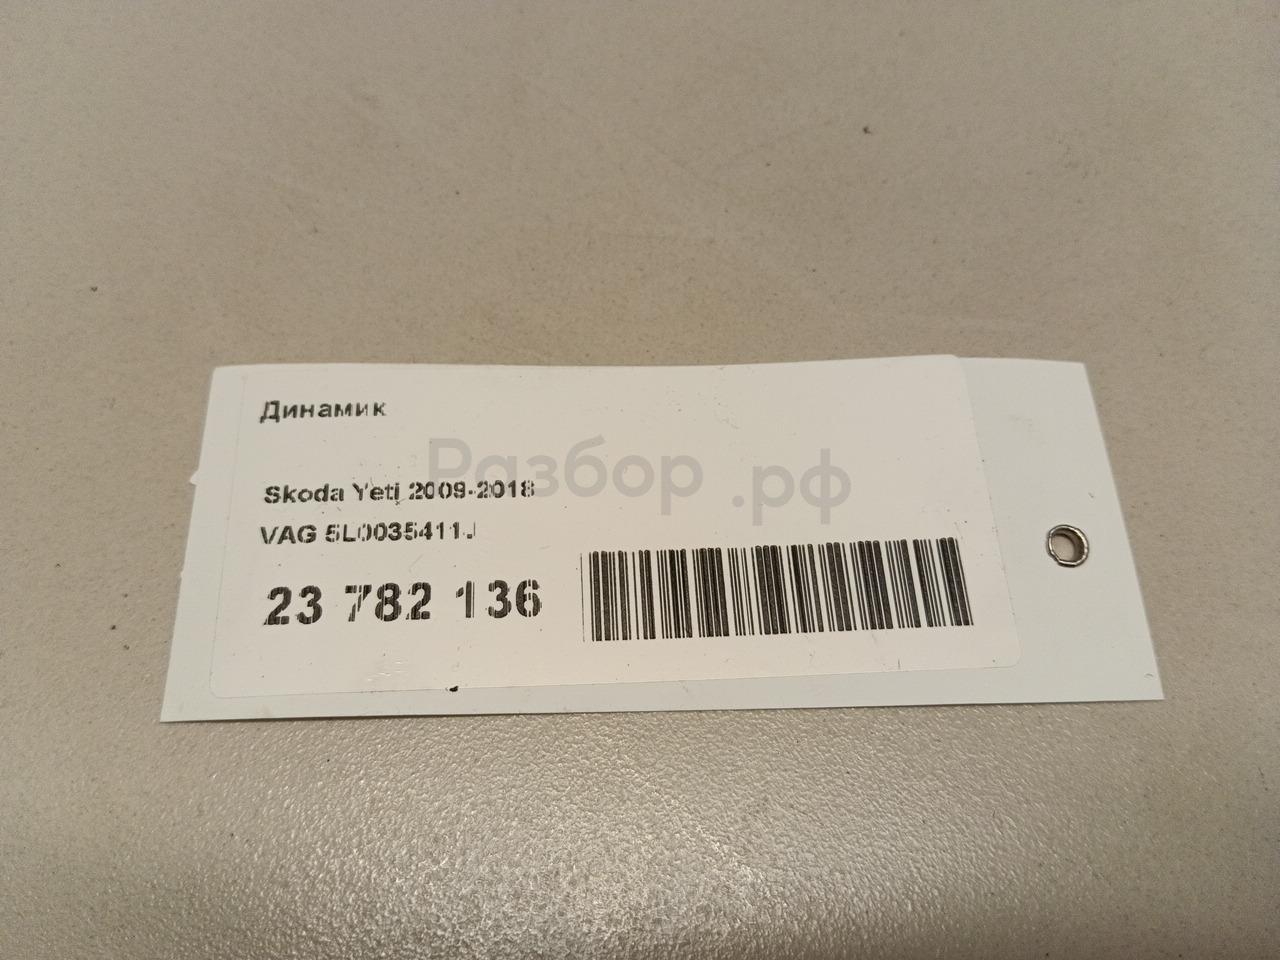 Динамик
Разбор.рф
Skoda Yeti 2009-2018
VAG 5L0035411J
23 782 136